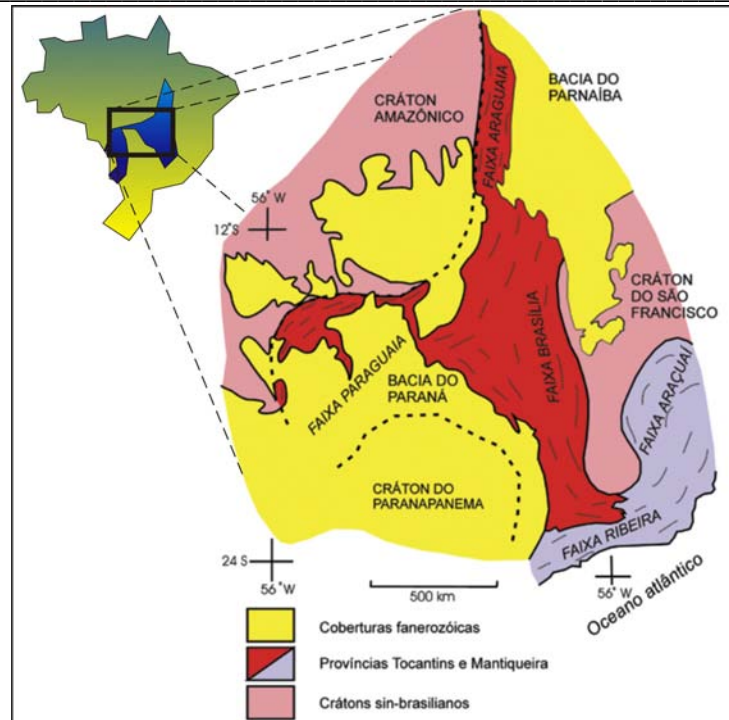 CRÁTON
AMAZÔNICO
FAIXA ARAGUAIA
BACIA DO
PARNAÍBA
56° W
12°S
CRÁTON
DO SÃO
FRANCISCO
FAIXA BRASÍLIA
FAIXA PARAGUAIA
BACIA DO
PARANÁ
FAIXA ARAÇUAI
CRÁTON DO
PARANAPANEMA
FAIXA RIBEIRA
24 S
56° W
500 km
56° W
Oceano atlântico
Coberturas fanerozóicas
Províncias Tocantins e Mantiqueira
Crátons sin-brasilianos